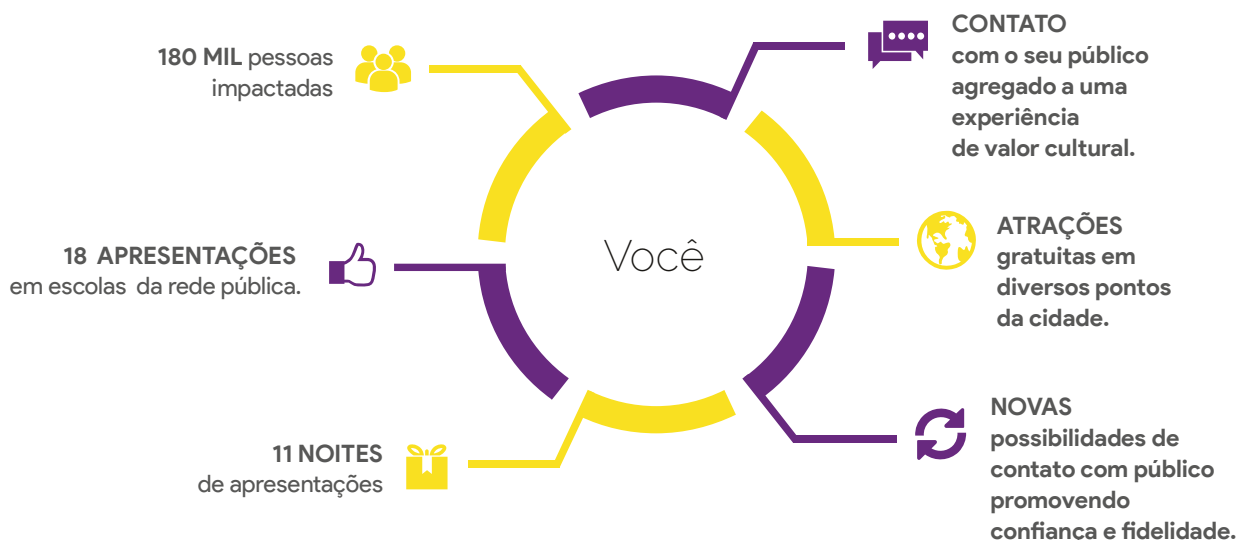 180 MIL pessoas
impactadas
18 APRESENTAÇÕES
em escolas da rede pública.
11 NOITES
de apresentações
Você
CONTATO
com o seu público
agregado a uma
experiência
de valor cultural.
ATRAÇÕES
gratuitas em
diversos pontos
da cidade.
NOVAS
possibilidades de
contato com público
promovendo
confiança e fidelidade.